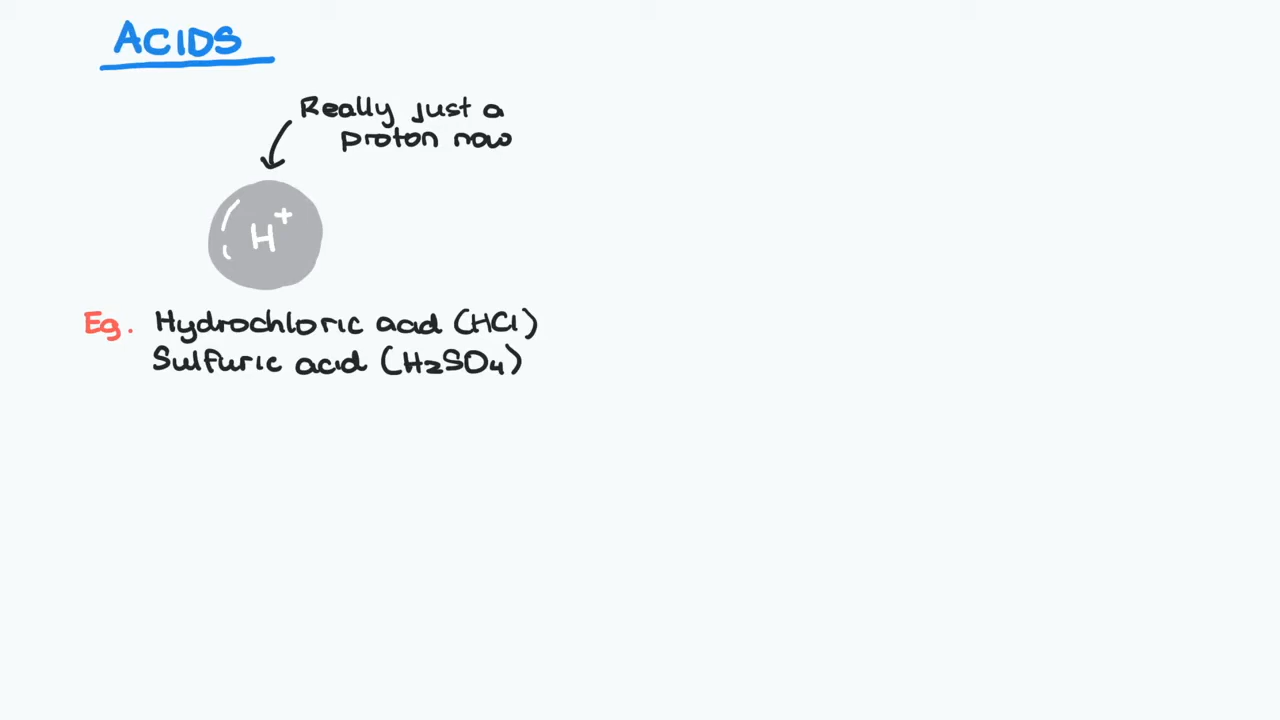 ACIDS
Really just a
proton now
H⁺
Eg. Hydrochloric acid (HCl)
Sulfuric acid (H₂SO₄)